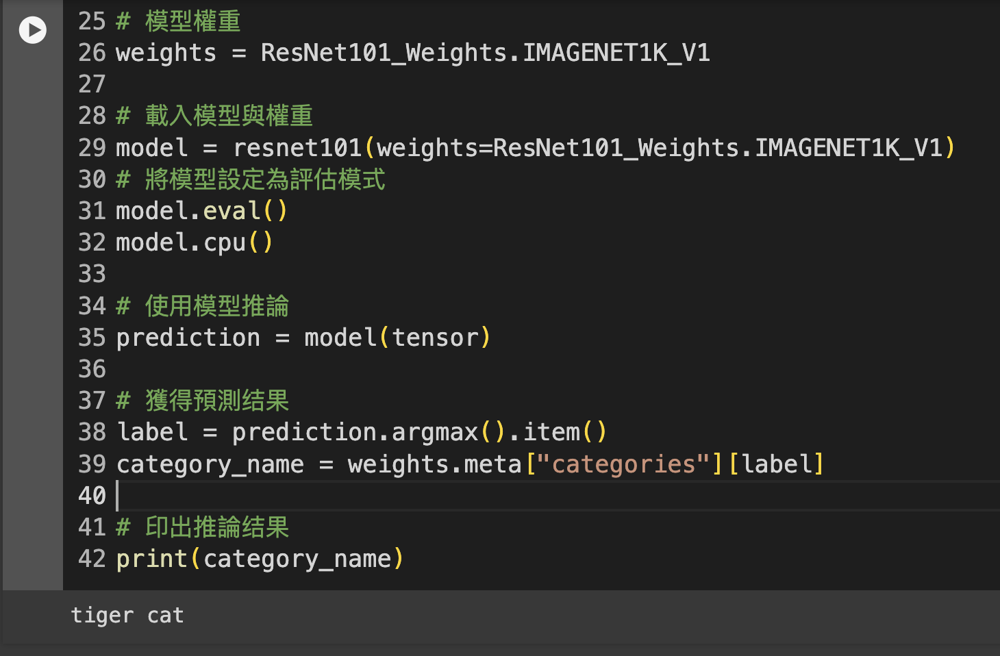 25 # 模型權重
26 weights = ResNet101_Weights.IMAGENET1K_V1
27
28 # 載入模型與權重
29 model = resnet101(weights=ResNet101_Weights.IMAGENET1K_V1)
30 # 將模型設定為評估模式
31 model.eval()
32 model.cpu()
33
34 # 使用模型推論
35 prediction = model(tensor)
36
37 # 獲得預測结果
38 label = prediction.argmax().item()
39 category_name = weights.meta["categories"][label]
40
41 # 印出推論结果
42 print(category_name)
tiger cat